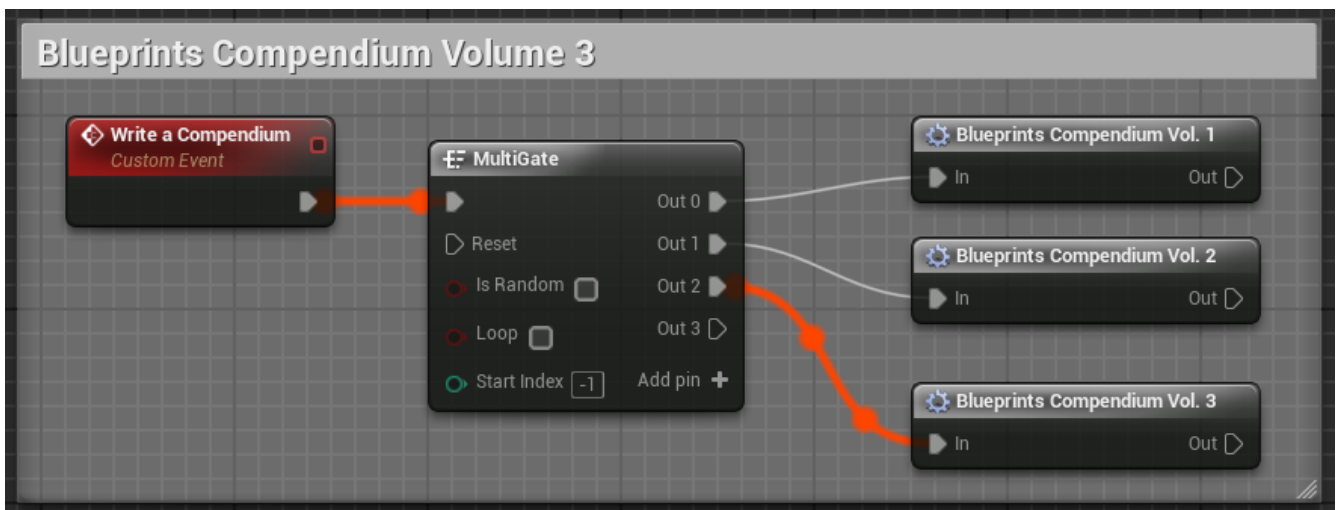 Blueprints Compendium Volume 3
Write a Compendium
Custom Event
MultiGate
Out 0
Reset
Out 1
Is Random
Out 2
Loop
Out 3
Start Index -1
Add pin
Blueprints Compendium Vol. 1
In Out
Blueprints Compendium Vol. 2
In Out
Blueprints Compendium Vol. 3
In Out